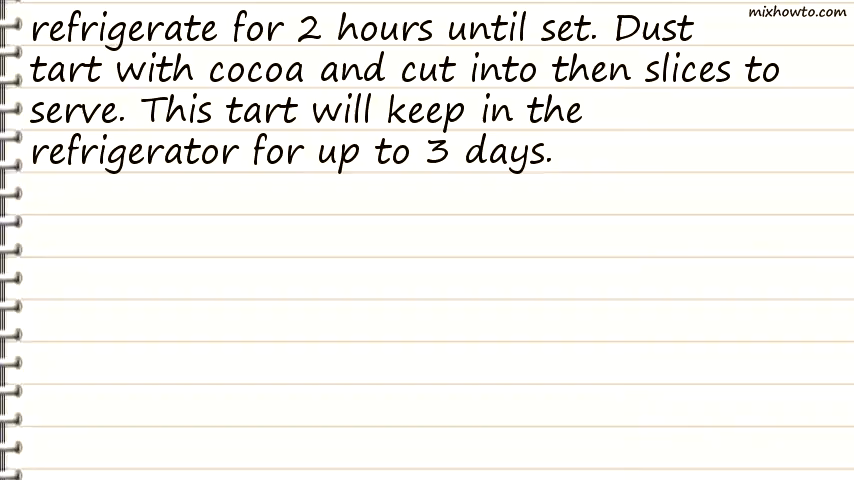 mixhowto.com
refrigerate for 2 hours until set. Dust
tart with cocoa and cut into then slices to
serve. This tart will keep in the
refrigerator for up to 3 days.